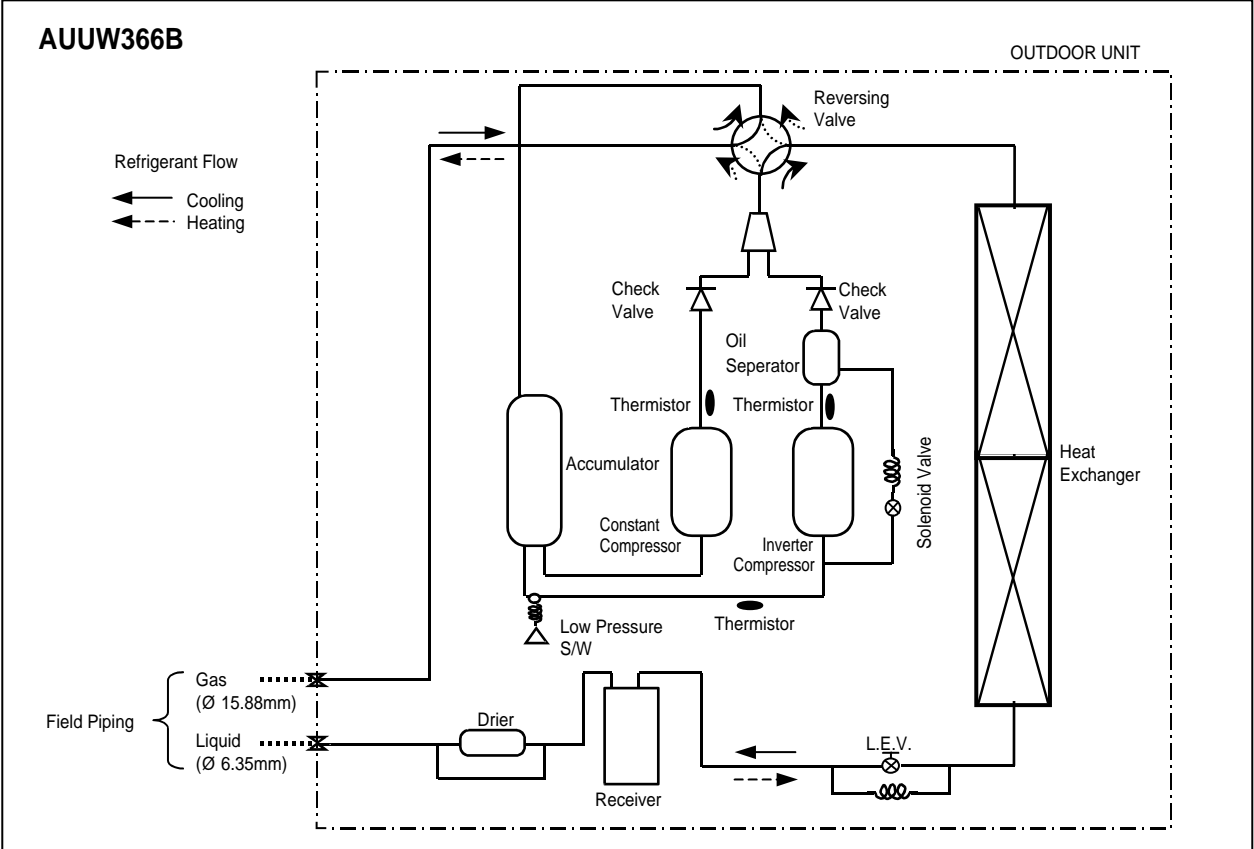 AUUW366B
OUTDOOR UNIT
Reversing
Valve
Refrigerant Flow
Cooling
Heating
Check
Valve
Check
Valve
Oil
Seperator
Thermistor
Thermistor
Accumulator
Solenoid Valve
Heat
Exchanger
Constant
Compressor
Inverter
Compressor
Thermistor
Low Pressure
S/W
Field Piping
Gas
(Ø 15.88mm)
Liquid
(Ø 6.35mm)
Drier
Receiver
L.E.V.